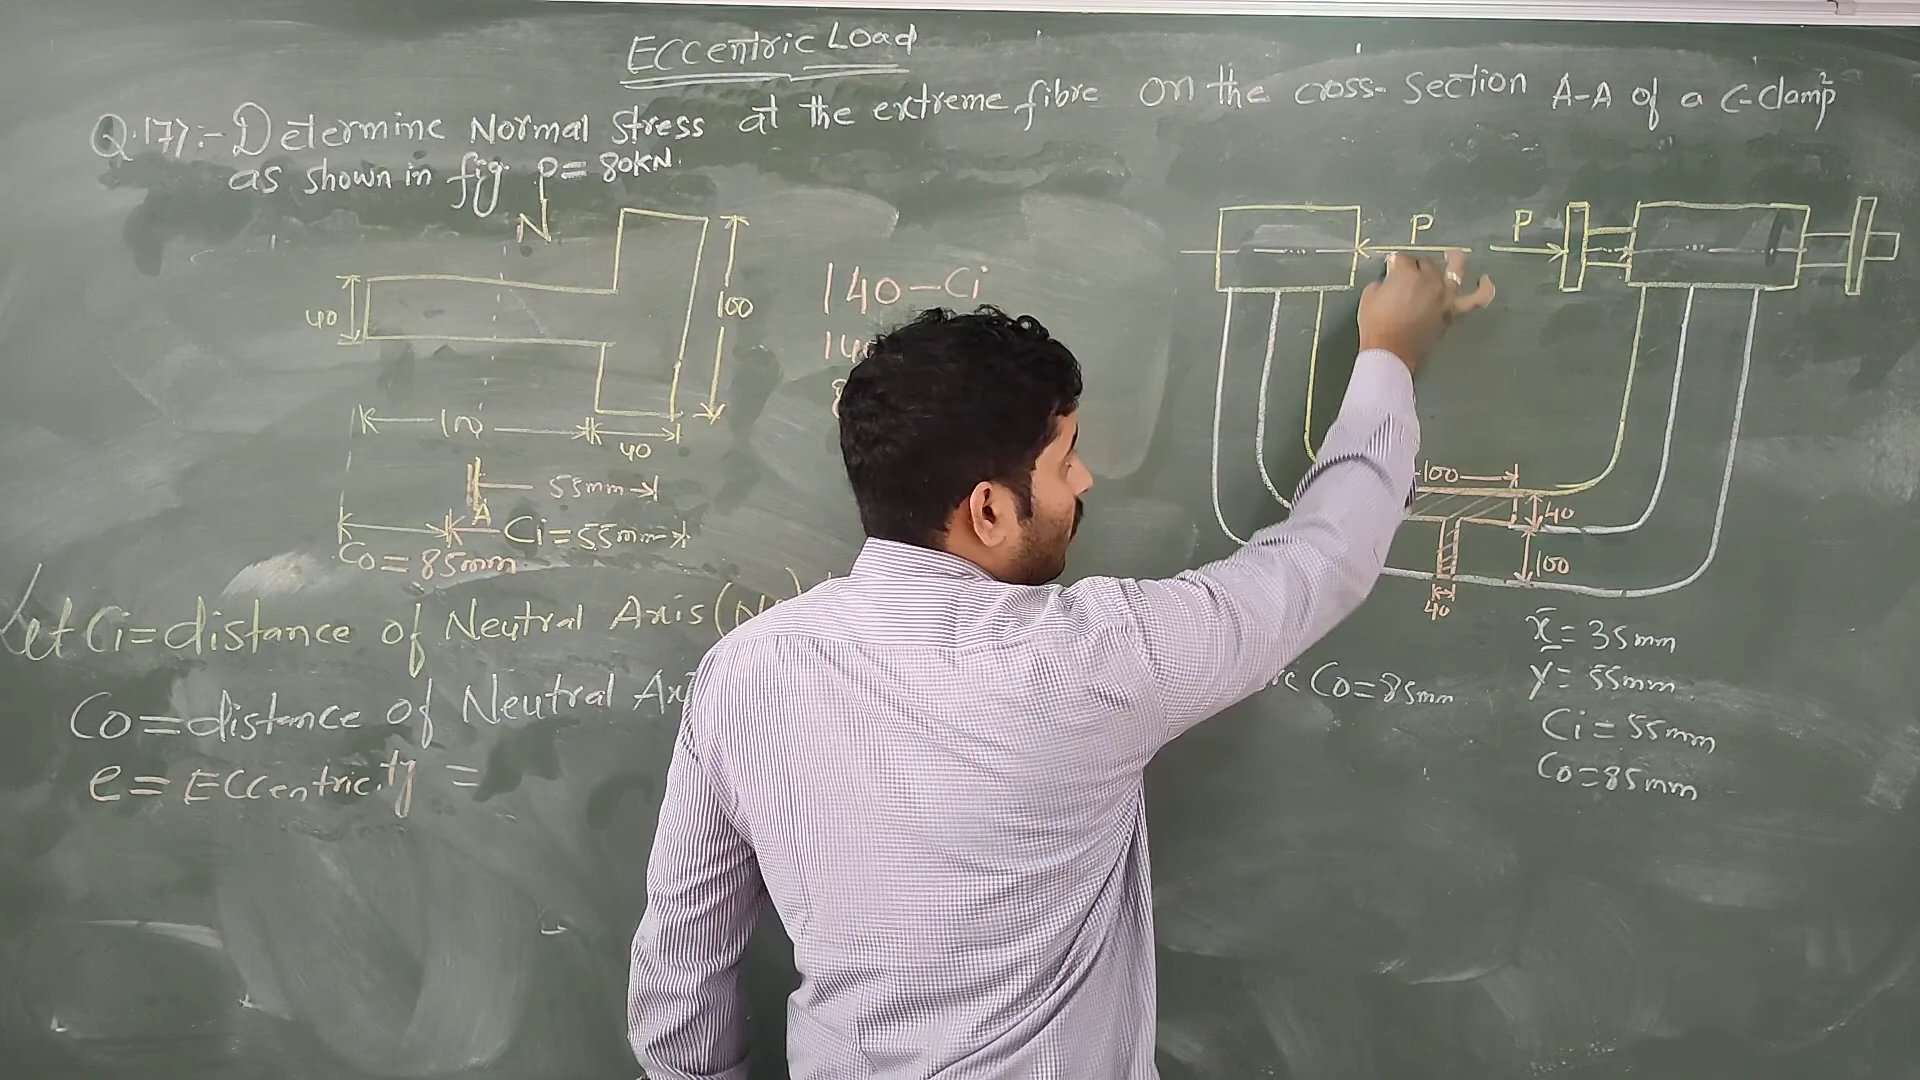 Eccentric Load
Q.17):- Determine Normal Stress at the extreme fibre on the cross-section A-A of a C-clamp?
as shown in fig. P= 80KN.
N
40
100
100
40
55mm
A
Ci=55mm
Co=85mm
140-Ci
P
P
100
40
100
40
Let Ci=distance of Neutral Axis
Co=distance of Neutral
e= Eccentricity =
Co=85mm
x̄= 35mm
y= 55mm
Ci= 55mm
Co=85mm